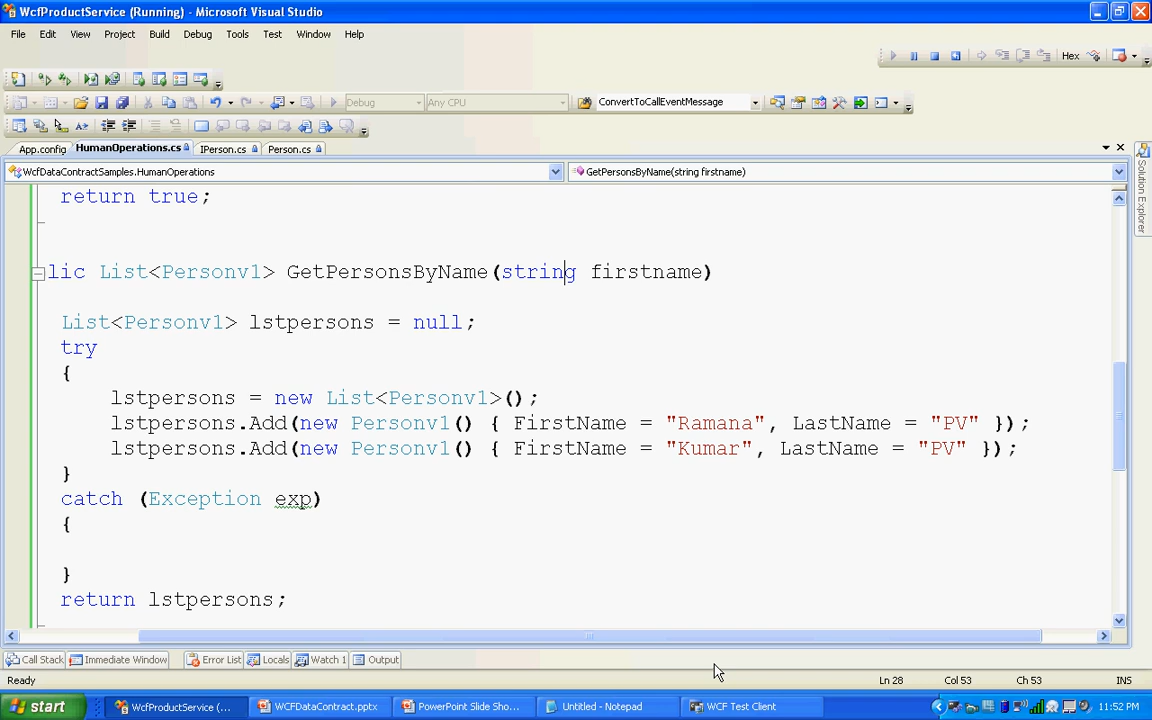 WcfProductService (Running) - Microsoft Visual Studio
File Edit View Project Build Debug Tools Test Window Help
Hex
Debug Any CPU ConvertToCallEventMessage
App.config HumanOperations.cs IPerson.cs Person.cs
WcfDataContractSamples.HumanOperations GetPersonsByName(string firstname)
Solution Explorer
return true;
lic List<Personv1> GetPersonsByName(string firstname)
List<Personv1> lstpersons = null;
try
{
lstpersons = new List<Personv1>();
lstpersons.Add(new Personv1() { FirstName = "Ramana", LastName = "PV" });
lstpersons.Add(new Personv1() { FirstName = "Kumar", LastName = "PV" });
}
catch (Exception exp)
{
}
return lstpersons;
Call Stack Immediate Window Error List Locals Watch 1 Output
Ready Ln 28 Col 53 Ch 53 INS
start WcfProductService (... WCFDataContract.pptx PowerPoint Slide Sho... Untitled - Notepad WCF Test Client 11:52 PM